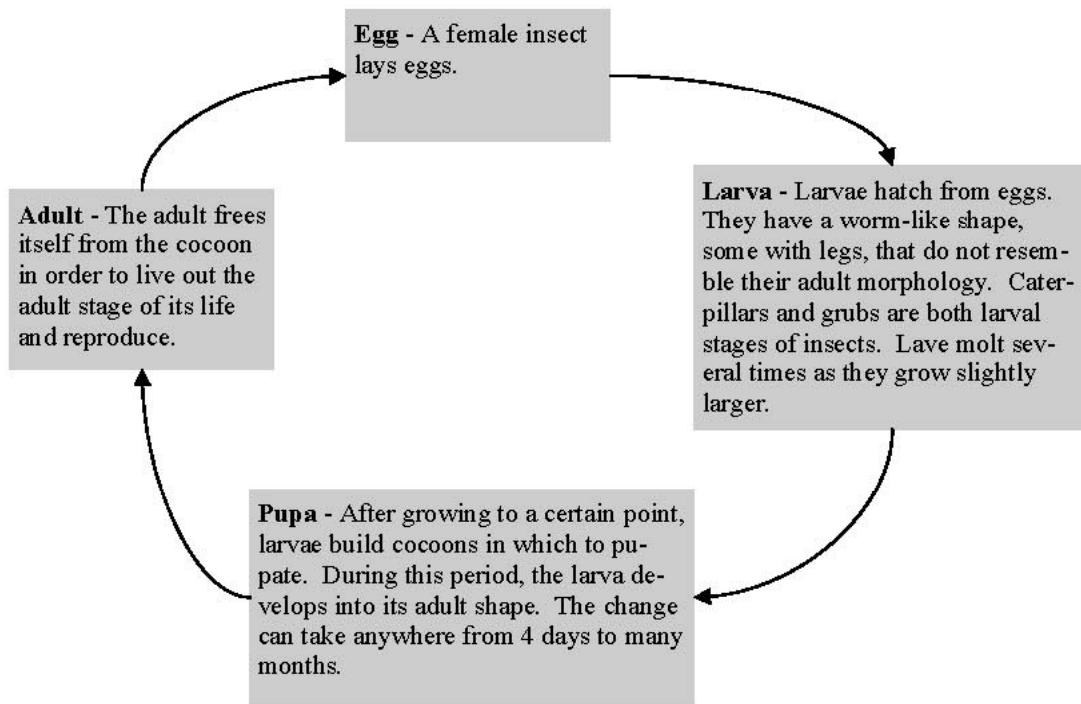 Egg - A female insect
lays eggs.
Larva - Larvae hatch from eggs.
They have a worm-like shape,
some with legs, that do not resem-
ble their adult morphology.  Cater-
pillars and grubs are both larval
stages of insects.  Lave molt sev-
eral times as they grow slightly
larger.
Pupa - After growing to a certain point,
larvae build cocoons in which to pu-
pate.  During this period, the larva de-
velops into its adult shape.  The change
can take anywhere from 4 days to many
months.
Adult - The adult frees
itself from the cocoon
in order to live out the
adult stage of its life
and reproduce.